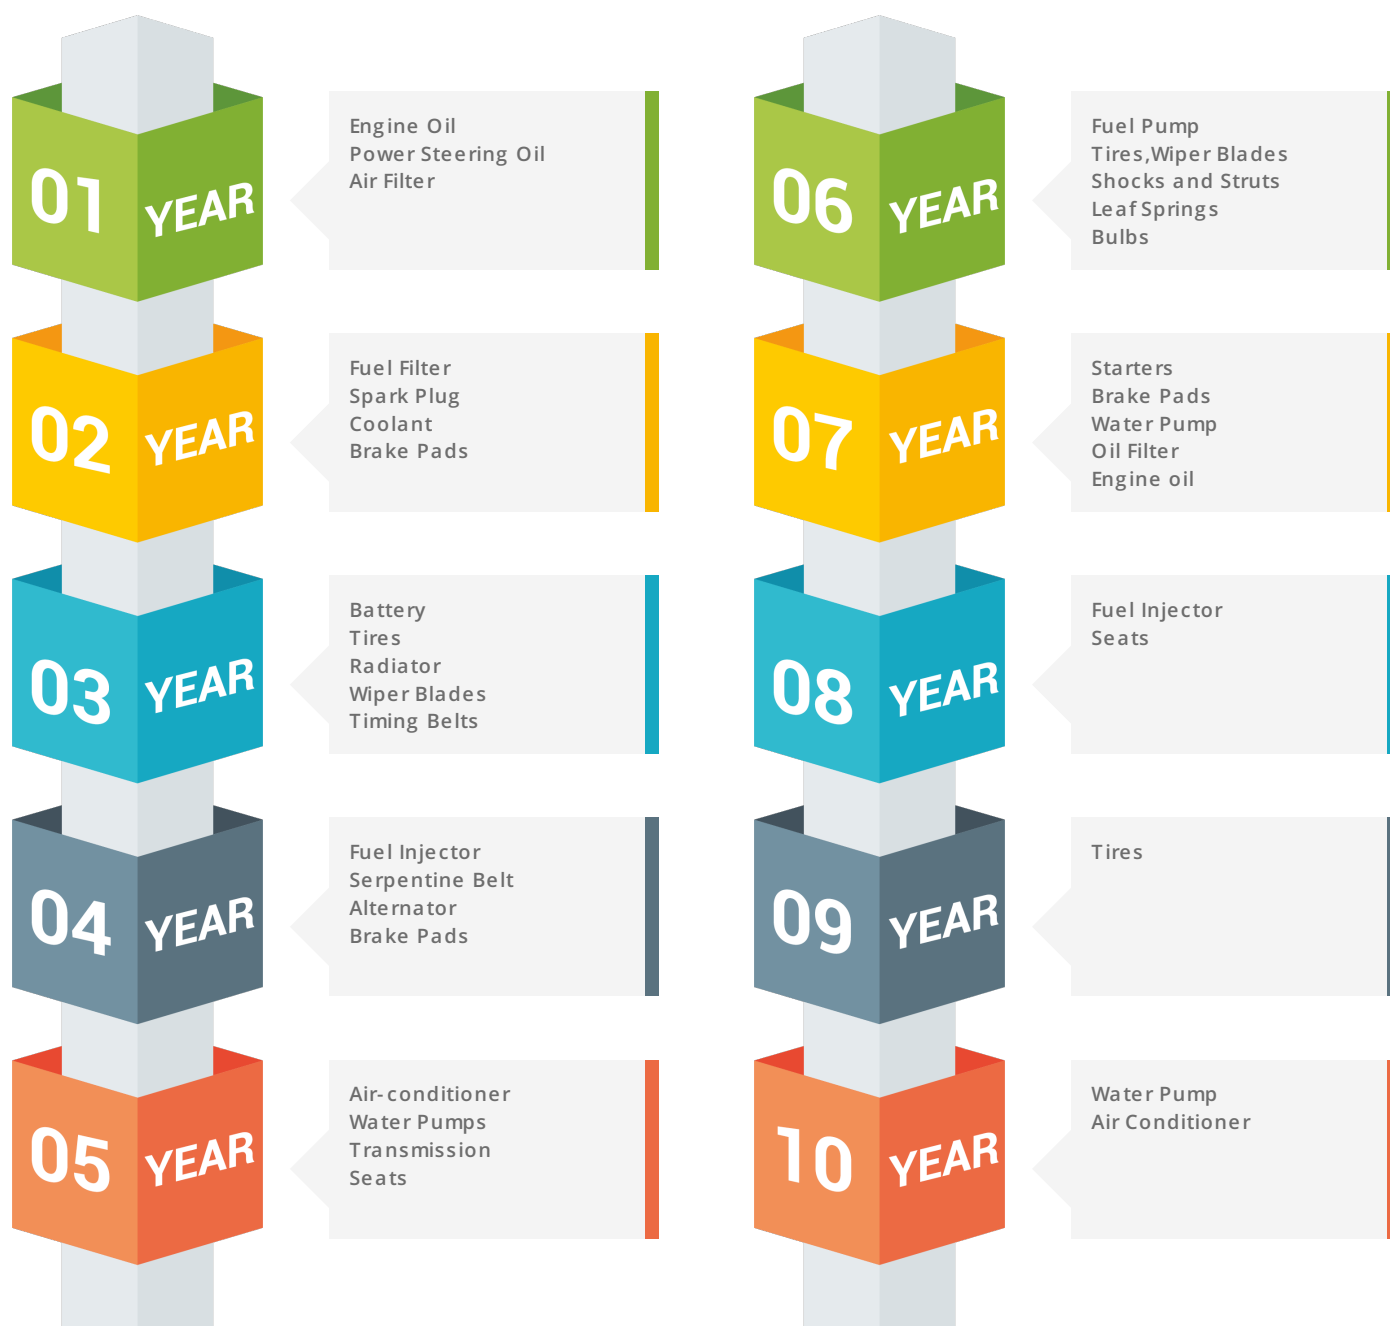 01 YEAR
Engine Oil
Power Steering Oil
Air Filter
02 YEAR
Fuel Filter
Spark Plug
Coolant
Brake Pads
03 YEAR
Battery
Tires
Radiator
Wiper Blades
Timing Belts
04 YEAR
Fuel Injector
Serpentine Belt
Alternator
Brake Pads
05 YEAR
Air-conditioner
Water Pumps
Transmission
Seats
06 YEAR
Fuel Pump
Tires,Wiper Blades
Shocks and Struts
Leaf Springs
Bulbs
07 YEAR
Starters
Brake Pads
Water Pump
Oil Filter
Engine oil
08 YEAR
Fuel Injector
Seats
09 YEAR
Tires
10 YEAR
Water Pump
Air Conditioner